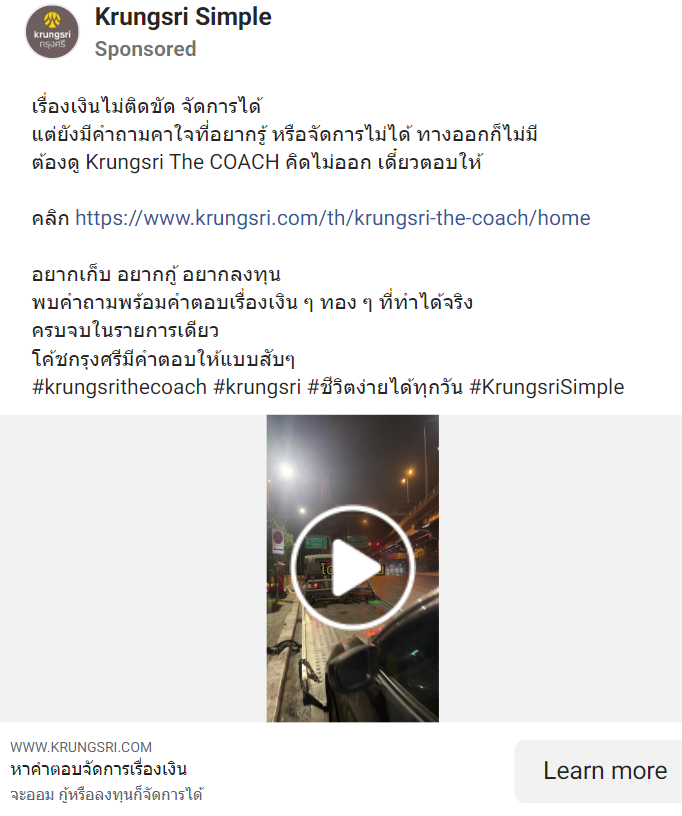 krungsri
กรุงศรี
Krungsri Simple
Sponsored
เรื่องเงินไม่ติดขัด จัดการได้
แต่ยังมีคำถามคาใจที่อยากรู้ หรือจัดการไม่ได้ ทางออกก็ไม่มี
ต้องดู Krungsri The COACH คิดไม่ออก เดี๋ยวตอบให้
คลิก https://www.krungsri.com/th/krungsri-the-coach/home
อยากเก็บ อยากกู้ อยากลงทุน
พบคำถามพร้อมคำตอบเรื่องเงิน ๆ ทอง ๆ ที่ทำได้จริง
ครบจบในรายการเดียว
โค้ชกรุงศรีมีคำตอบให้แบบสับๆ
#krungsrithecoach #krungsri #ชีวิตง่ายได้ทุกวัน #KrungsriSimple
WWW.KRUNGSRI.COM
หาคำตอบจัดการเรื่องเงิน
จะออม กู้หรือลงทุนก็จัดการได้
Learn more